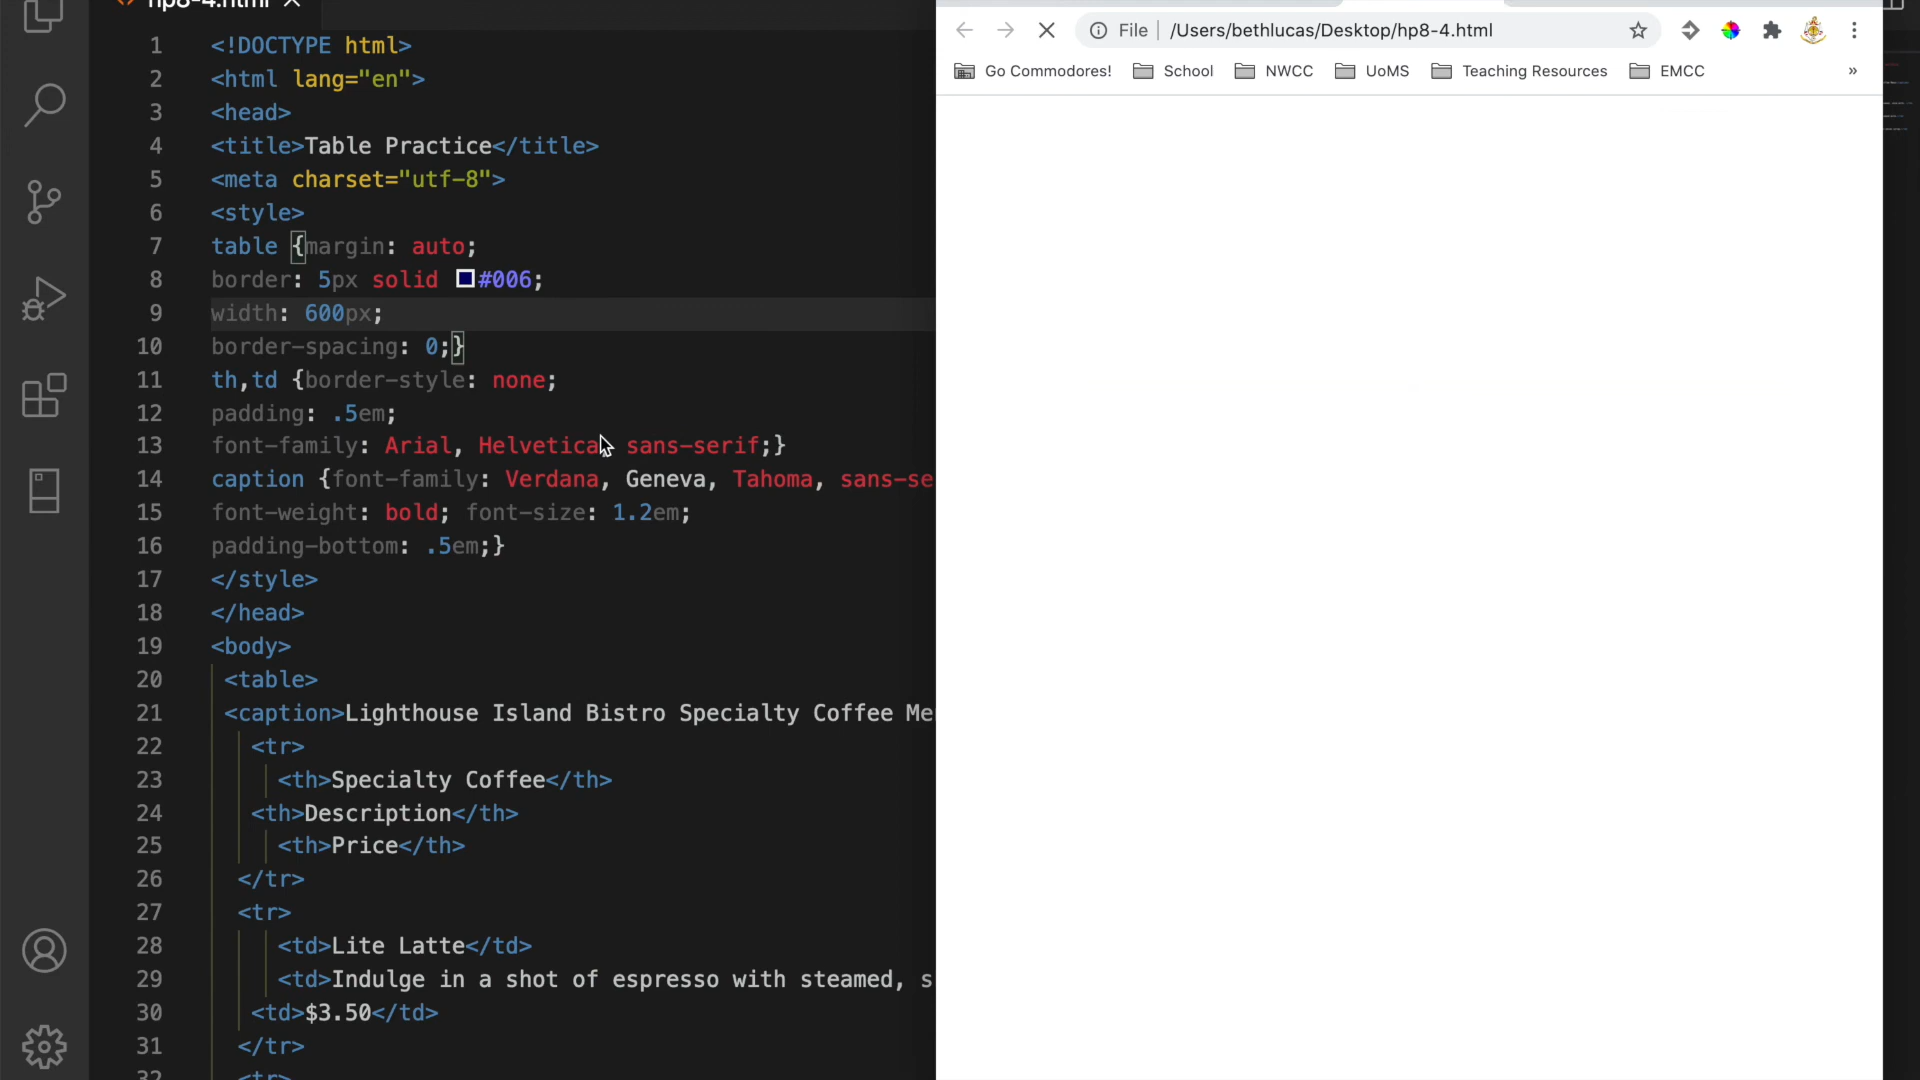 hp8-4.html
1 <!DOCTYPE html>
2 <html lang="en">
3 <head>
4 <title>Table Practice</title>
5 <meta charset="utf-8">
6 <style>
7 table {margin: auto;
8 border: 5px solid #006;
9 width: 600px;
10 border-spacing: 0;}
11 th,td {border-style: none;
12 padding: .5em;
13 font-family: Arial, Helvetica, sans-serif;}
14 caption {font-family: Verdana, Geneva, Tahoma, sans-se
15 font-weight: bold; font-size: 1.2em;
16 padding-bottom: .5em;}
17 </style>
18 </head>
19 <body>
20 <table>
21 <caption>Lighthouse Island Bistro Specialty Coffee Me
22 <tr>
23 <th>Specialty Coffee</th>
24 <th>Description</th>
25 <th>Price</th>
26 </tr>
27 <tr>
28 <td>Lite Latte</td>
29 <td>Indulge in a shot of espresso with steamed, s
30 <td>$3.50</td>
31 </tr>
32 <tr>
File /Users/bethlucas/Desktop/hp8-4.html
Go Commodores! School NWCC UoMS Teaching Resources EMCC »